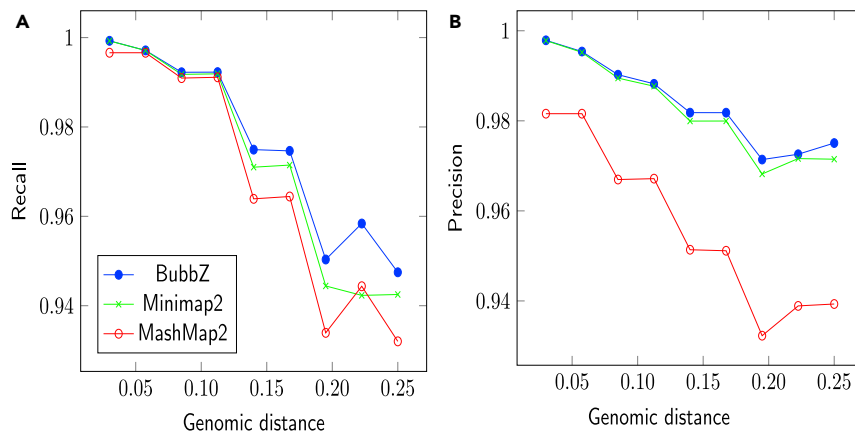 A
1
0.98
0.96
0.94
Recall
BubbZ
Minimap2
MashMap2
0.05
0.10
0.15
0.20
0.25
Genomic distance
B
1
0.98
0.96
0.94
Precision
0.05
0.10
0.15
0.20
0.25
Genomic distance